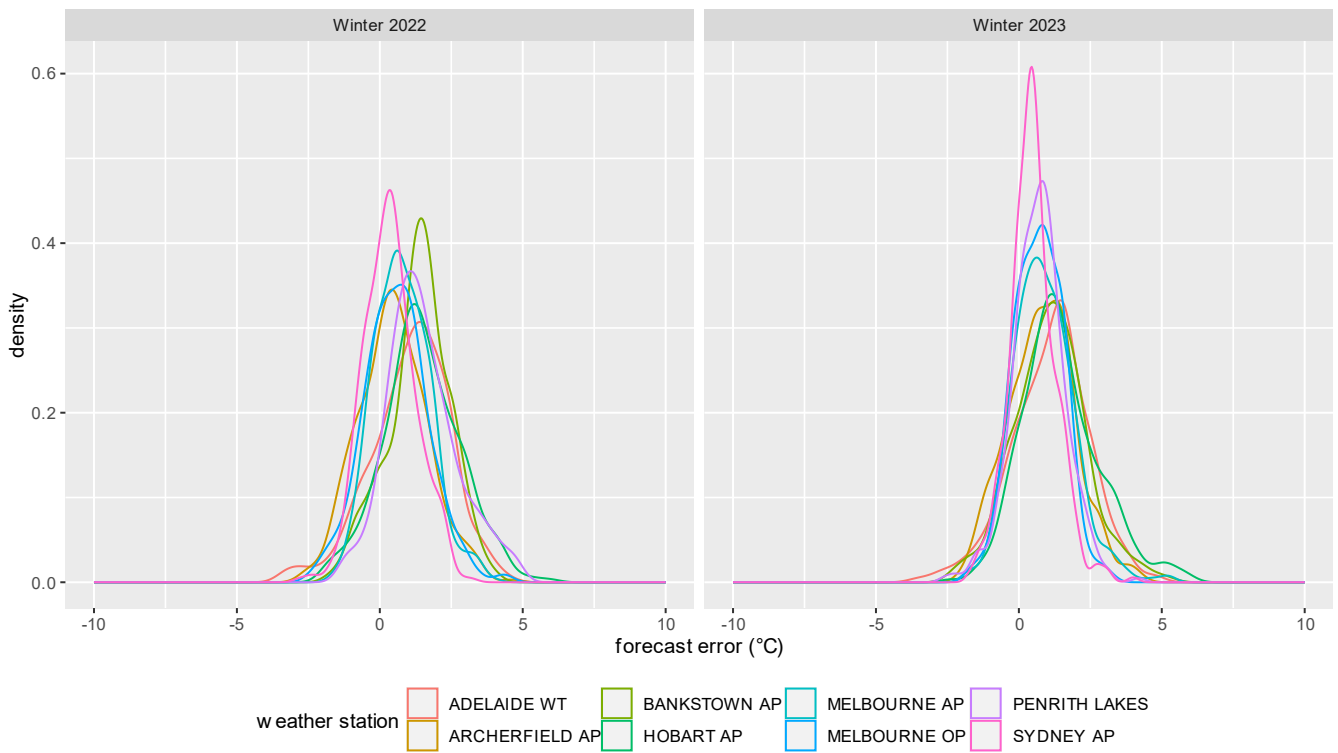 Winter 2022 Winter 2023
0.6
0.4
0.2
0.0
density
-10 -5 0 5 10 -10 -5 0 5 10
forecast error (°C)
weather station
ADELAIDE WT BANKSTOWN AP MELBOURNE AP PENRITH LAKES
ARCHERFIELD AP HOBART AP MELBOURNE OP SYDNEY AP